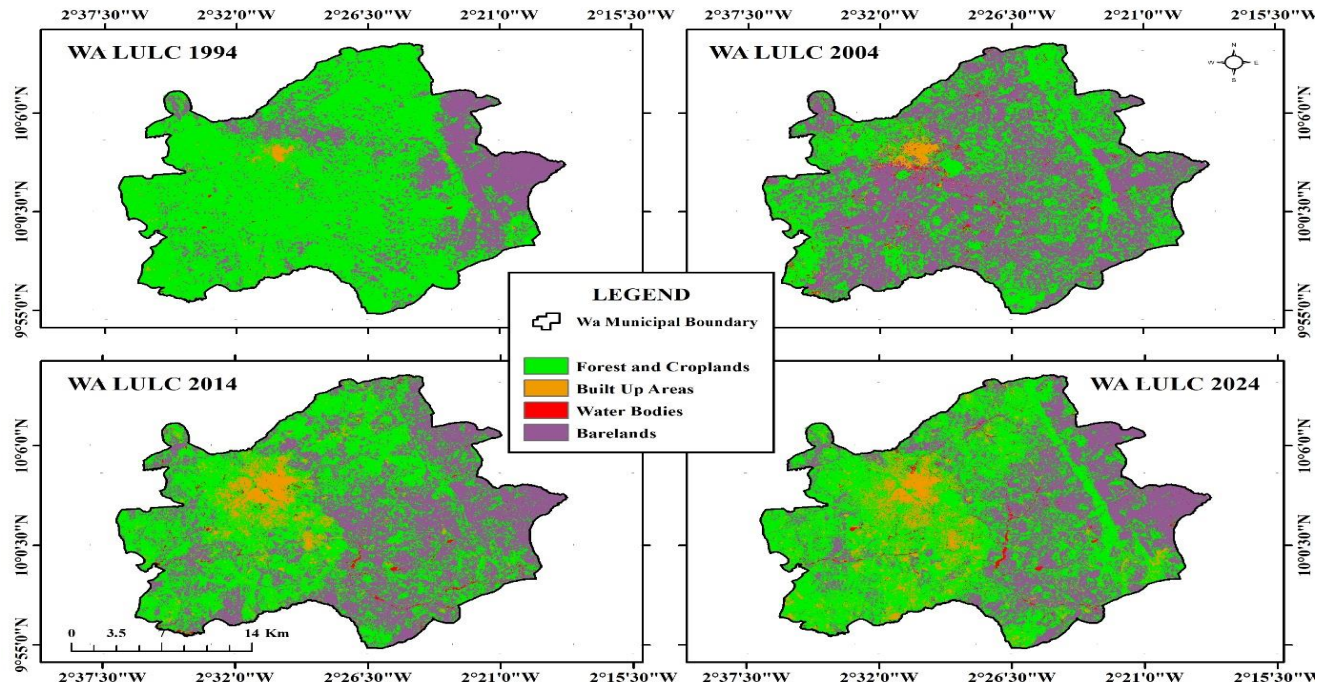 2°37'30"W 2°32'0"W 2°26'30"W 2°21'0"W 2°15'30"W 2°37'30"W 2°32'0"W 2°26'30"W 2°21'0"W 2°15'30"W
WA LULC 1994
WA LULC 2004
N
W E
S
10°6'0"N
10°0'30"N
9°55'0"N
10°6'0"N
10°0'30"N
9°55'0"N
LEGEND
Wa Municipal Boundary
Forest and Croplands
Built Up Areas
Water Bodies
Barelands
WA LULC 2014
WA LULC 2024
10°6'0"N
10°0'30"N
9°55'0"N
10°6'0"N
10°0'30"N
9°55'0"N
0 3.5 7 14 Km
2°37'30"W 2°32'0"W 2°26'30"W 2°21'0"W 2°15'30"W 2°37'30"W 2°32'0"W 2°26'30"W 2°21'0"W 2°15'30"W